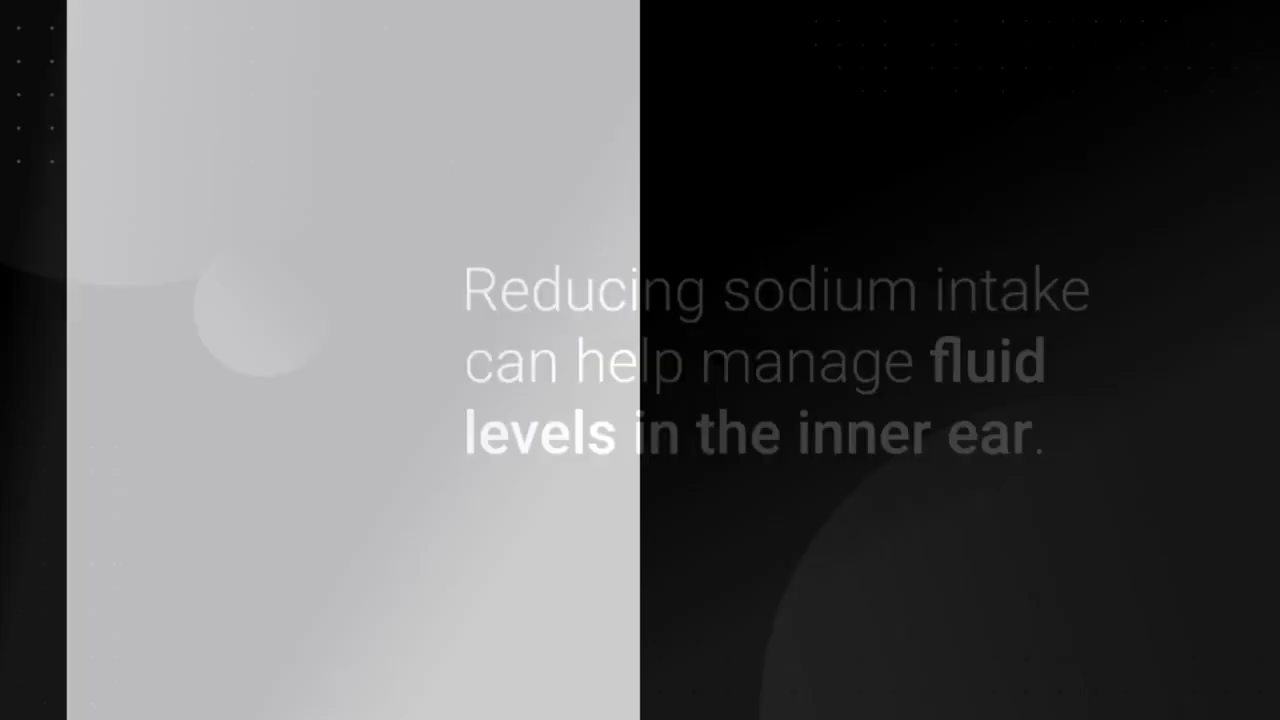 Reducing sodium intake
can help manage fluid
levels in the inner ear.